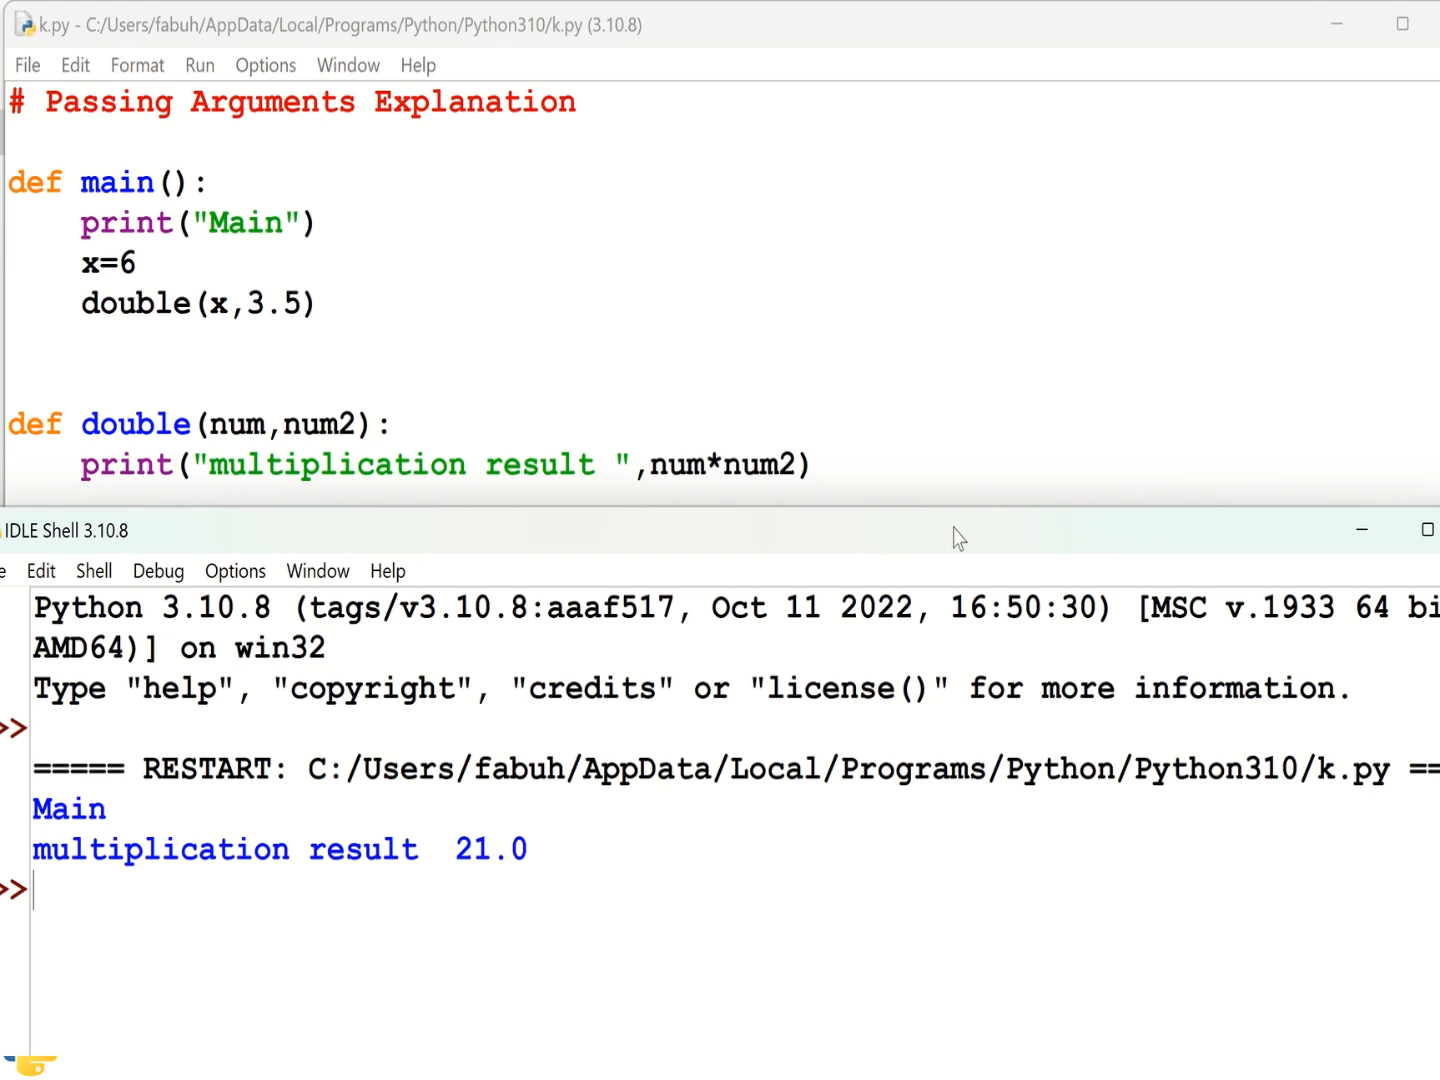 k.py - C:/Users/fabuh/AppData/Local/Programs/Python/Python310/k.py (3.10.8)
File Edit Format Run Options Window Help
# Passing Arguments Explanation
def main():
    print("Main")
    x=6
    double(x,3.5)
def double(num,num2):
    print("multiplication result ",num*num2)
IDLE Shell 3.10.8
e Edit Shell Debug Options Window Help
Python 3.10.8 (tags/v3.10.8:aaaf517, Oct 11 2022, 16:50:30) [MSC v.1933 64 bi
AMD64)] on win32
Type "help", "copyright", "credits" or "license()" for more information.
>>
===== RESTART: C:/Users/fabuh/AppData/Local/Programs/Python/Python310/k.py ==
Main
multiplication result  21.0
>>